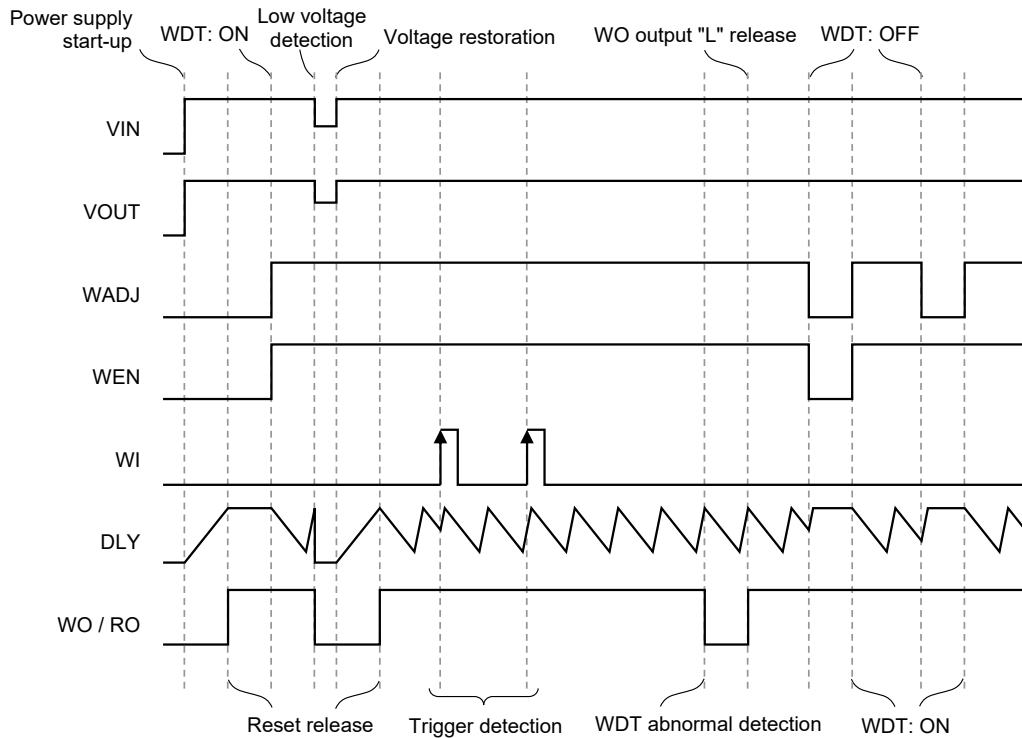 Power supply
start-up
WDT: ON
Low voltage
detection
Voltage restoration
WO output "L" release
WDT: OFF
VIN
VOUT
WADJ
WEN
WI
DLY
WO / RO
Reset release
Trigger detection
WDT abnormal detection
WDT: ON